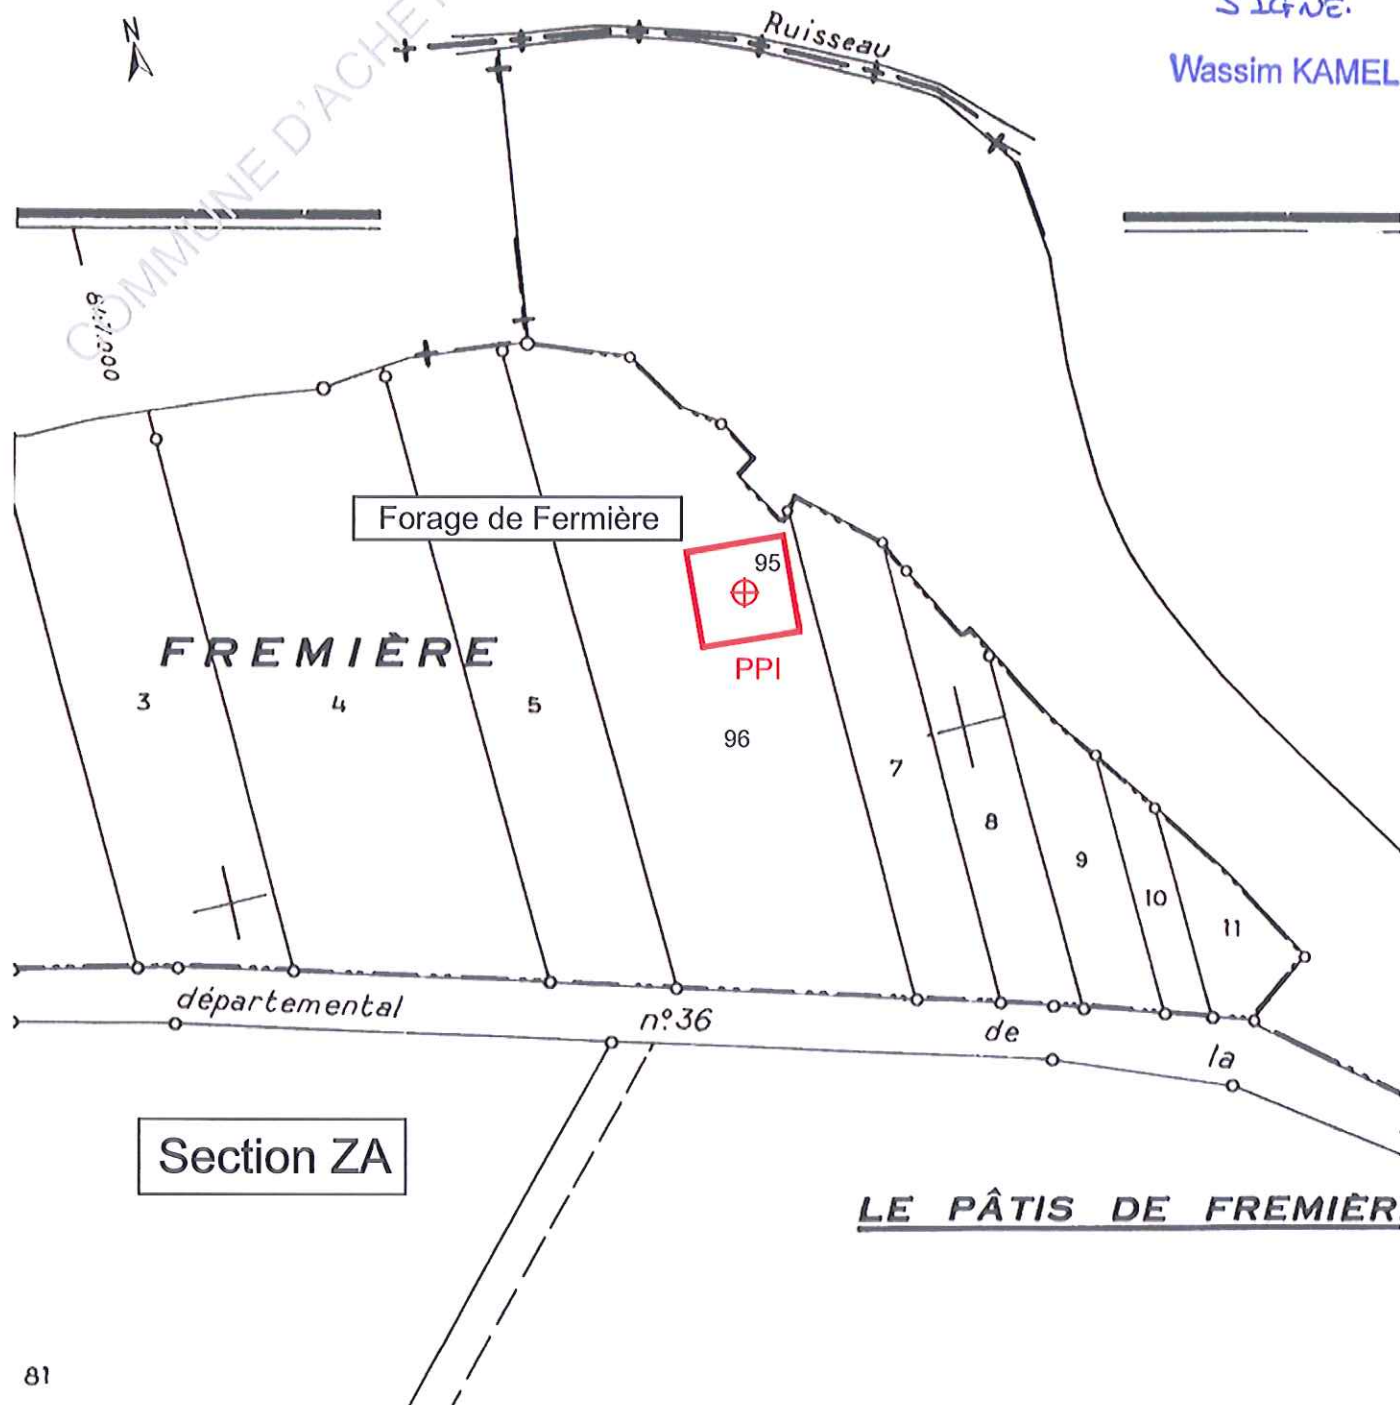 N
Ruisseau
SIGNE.
Wassim KAMEL
COMMUNE D'ACHE
Forage de Fermière
95
FREMIÈRE
PPI
3
4
5
96
7
8
9
10
11
départemental
n° 36
de
la
Section ZA
LE PÂTIS DE FREMIÈR
81